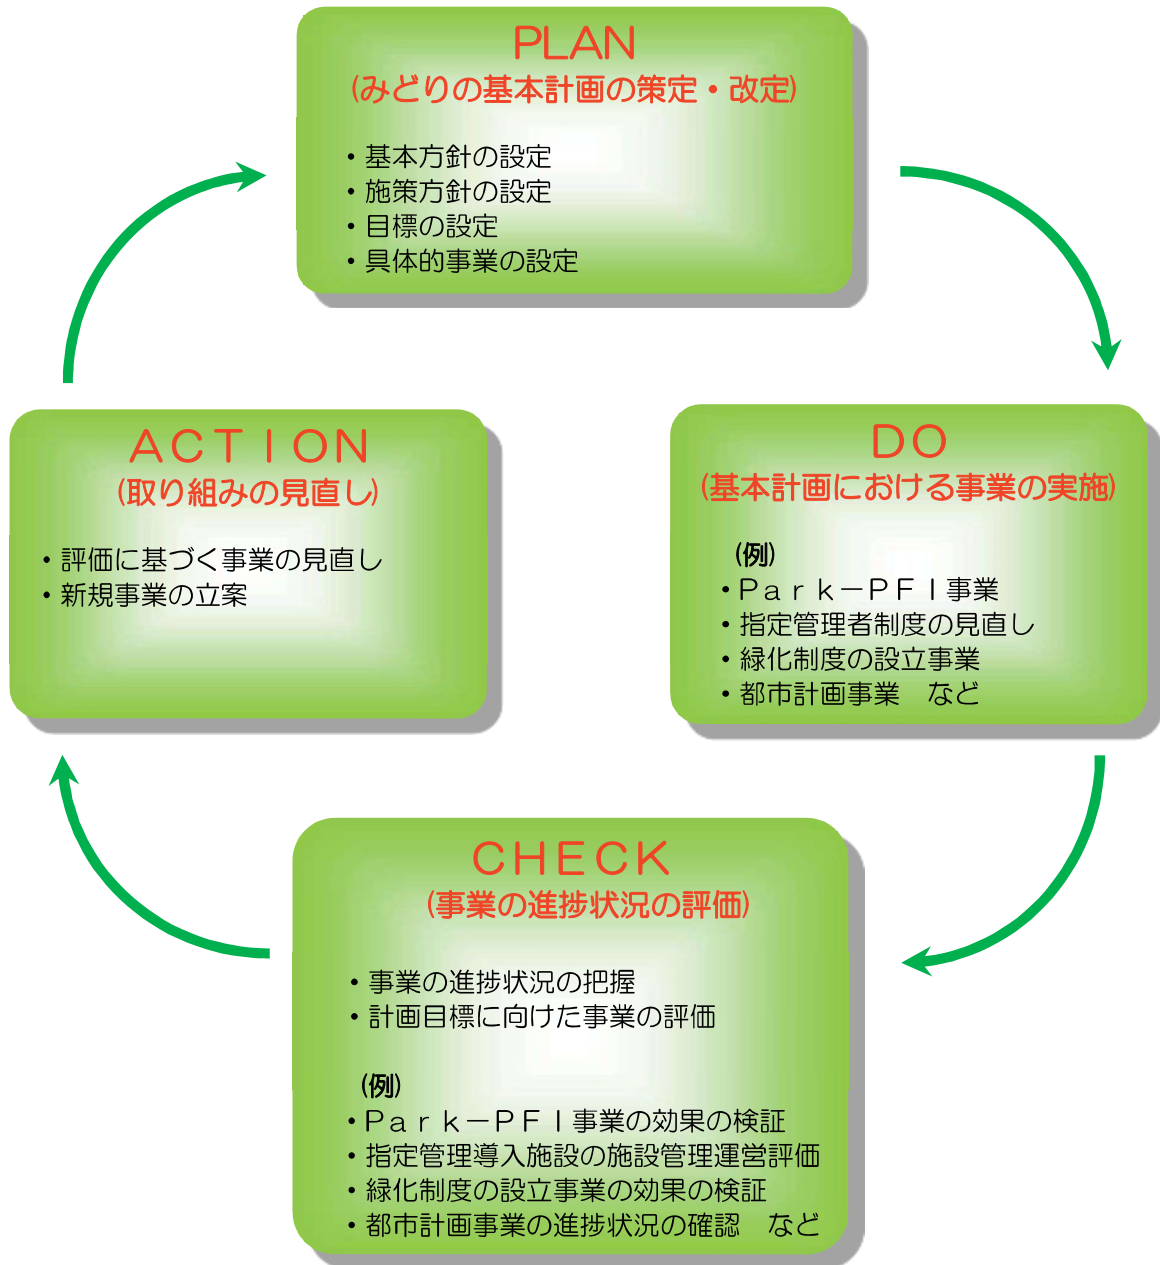 PLAN
(みどりの基本計画の策定・改定)
・基本方針の設定
・施策方針の設定
・目標の設定
・具体的事業の設定
ACTION
(取り組みの見直し)
・評価に基づく事業の見直し
・新規事業の立案
DO
(基本計画における事業の実施)
(例)
・Park－PFI事業
・指定管理者制度の見直し
・緑化制度の設立事業
・都市計画事業　など
CHECK
(事業の進捗状況の評価)
・事業の進捗状況の把握
・計画目標に向けた事業の評価
(例)
・Park－PFI事業の効果の検証
・指定管理導入施設の施設管理運営評価
・緑化制度の設立事業の効果の検証
・都市計画事業の進捗状況の確認　など